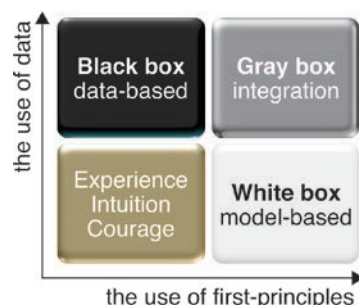 the use of data
Black box
data-based
Gray box
integration
Experience
Intuition
Courage
White box
model-based
the use of first-principles